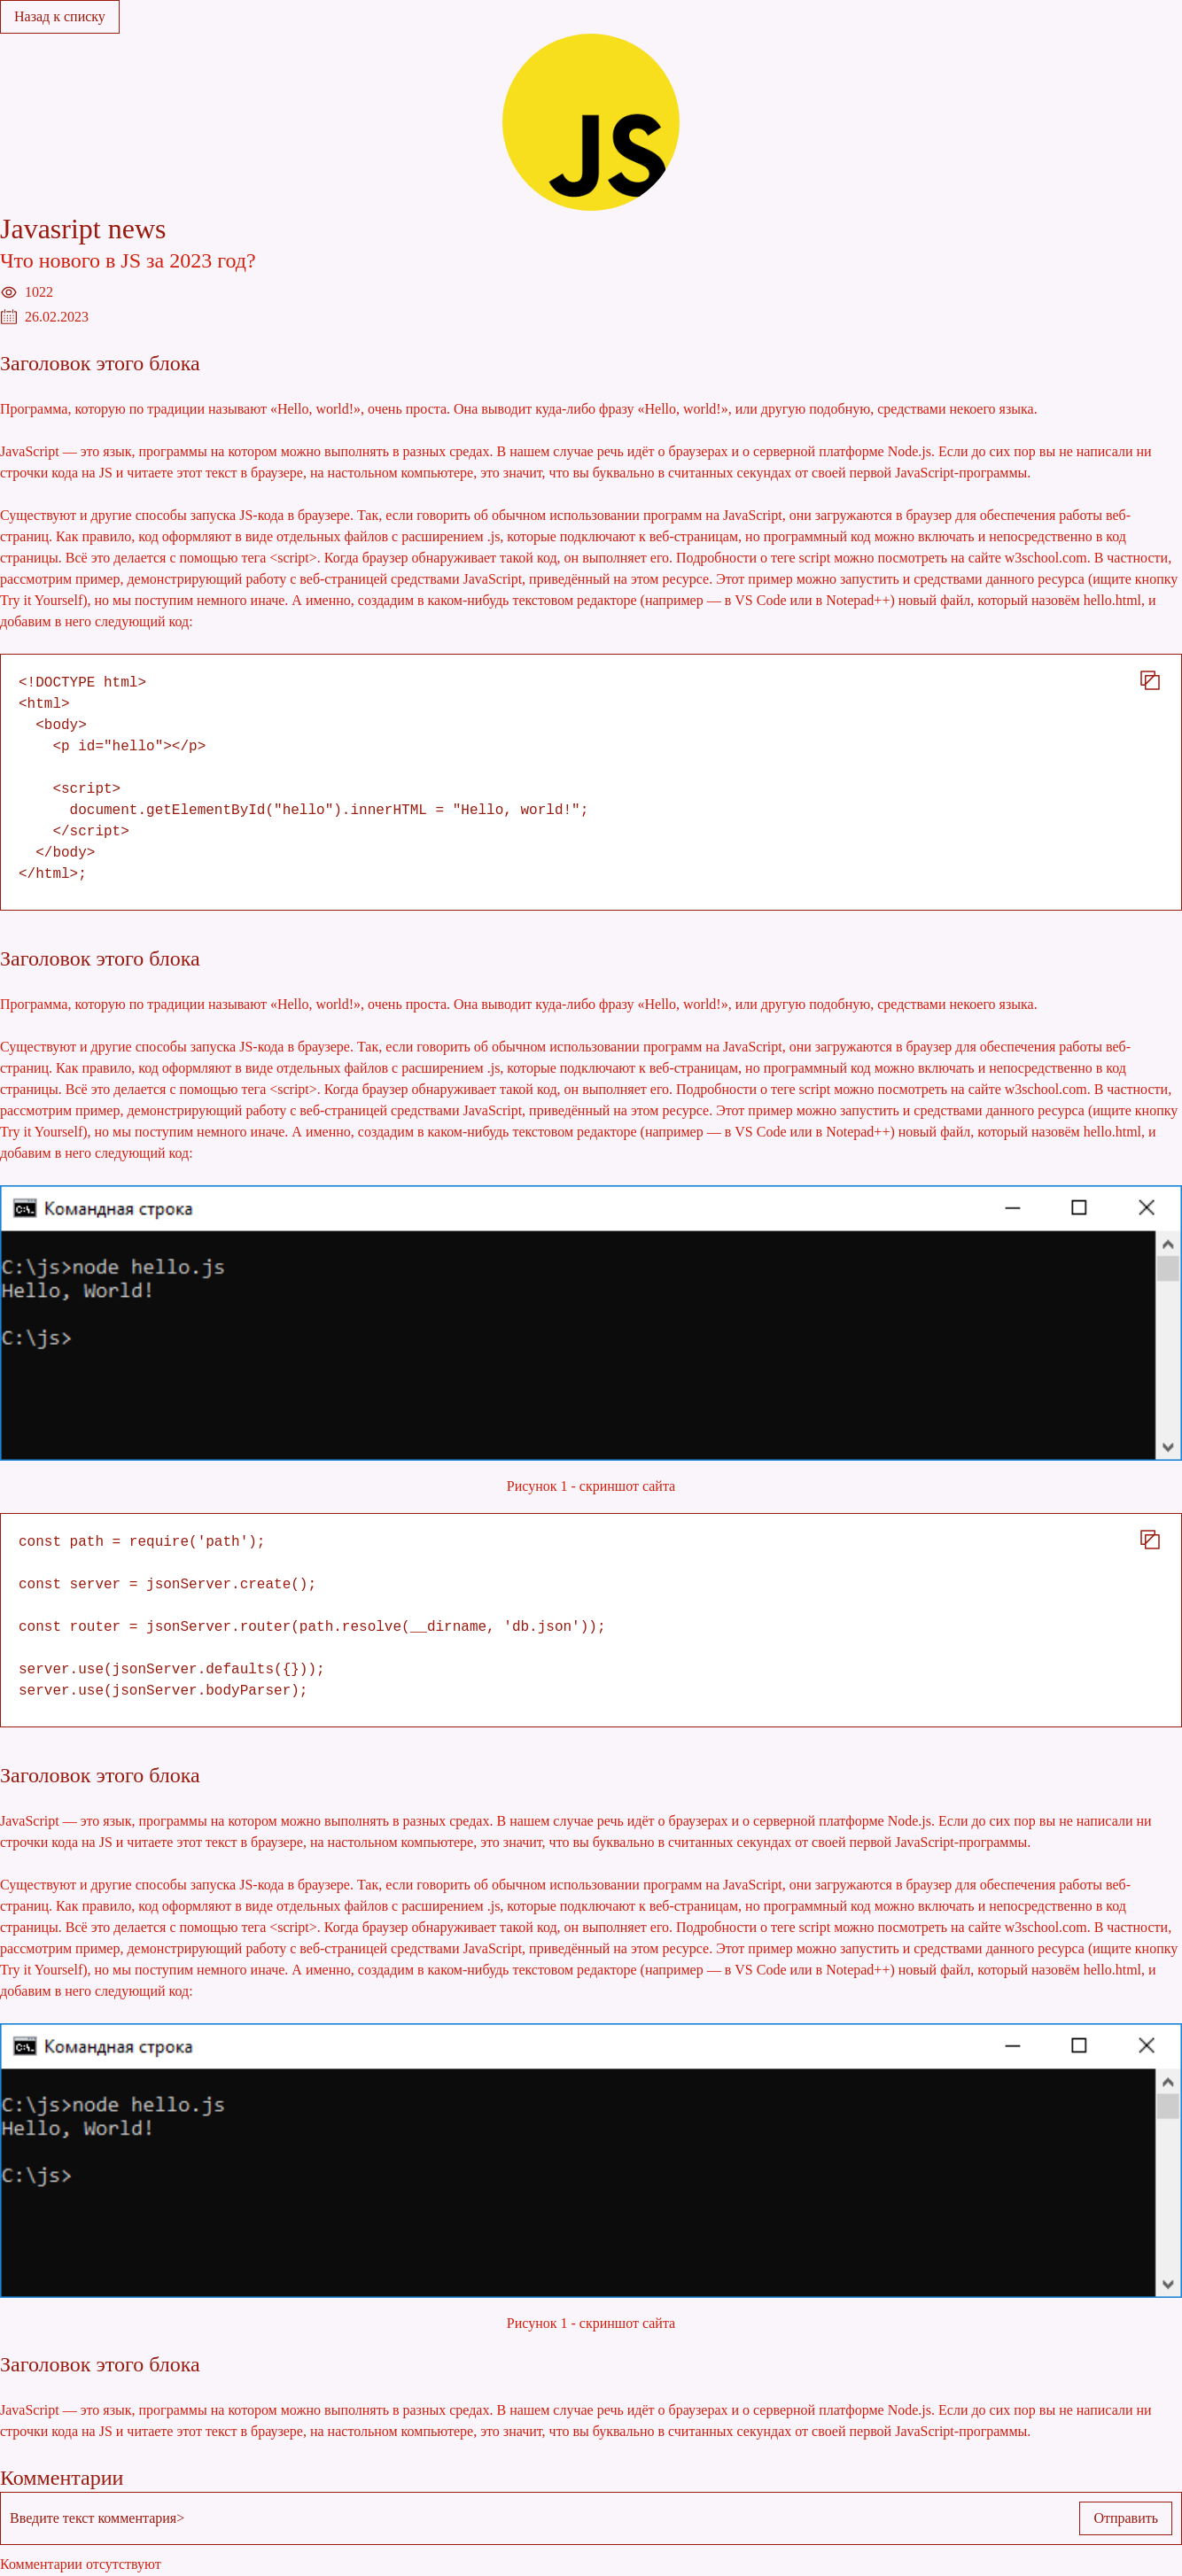 Назад к списку
JS
Javasript news
Что нового в JS за 2023 год?
1022
26.02.2023
Заголовок этого блока
Программа, которую по традиции называют «Hello, world!», очень проста. Она выводит куда-либо фразу «Hello, world!», или другую подобную, средствами некоего языка.
JavaScript — это язык, программы на котором можно выполнять в разных средах. В нашем случае речь идёт о браузерах и о серверной платформе Node.js. Если до сих пор вы не написали ни
строчки кода на JS и читаете этот текст в браузере, на настольном компьютере, это значит, что вы буквально в считанных секундах от своей первой JavaScript-программы.
Существуют и другие способы запуска JS-кода в браузере. Так, если говорить об обычном использовании программ на JavaScript, они загружаются в браузер для обеспечения работы веб-
страниц. Как правило, код оформляют в виде отдельных файлов с расширением .js, которые подключают к веб-страницам, но программный код можно включать и непосредственно в код
страницы. Всё это делается с помощью тега <script>. Когда браузер обнаруживает такой код, он выполняет его. Подробности о теге script можно посмотреть на сайте w3school.com. В частности,
рассмотрим пример, демонстрирующий работу с веб-страницей средствами JavaScript, приведённый на этом ресурсе. Этот пример можно запустить и средствами данного ресурса (ищите кнопку
Try it Yourself), но мы поступим немного иначе. А именно, создадим в каком-нибудь текстовом редакторе (например — в VS Code или в Notepad++) новый файл, который назовём hello.html, и
добавим в него следующий код:
<!DOCTYPE html>
<html>
  <body>
    <p id="hello"></p>
    <script>
      document.getElementById("hello").innerHTML = "Hello, world!";
    </script>
  </body>
</html>;
Заголовок этого блока
Программа, которую по традиции называют «Hello, world!», очень проста. Она выводит куда-либо фразу «Hello, world!», или другую подобную, средствами некоего языка.
Существуют и другие способы запуска JS-кода в браузере. Так, если говорить об обычном использовании программ на JavaScript, они загружаются в браузер для обеспечения работы веб-
страниц. Как правило, код оформляют в виде отдельных файлов с расширением .js, которые подключают к веб-страницам, но программный код можно включать и непосредственно в код
страницы. Всё это делается с помощью тега <script>. Когда браузер обнаруживает такой код, он выполняет его. Подробности о теге script можно посмотреть на сайте w3school.com. В частности,
рассмотрим пример, демонстрирующий работу с веб-страницей средствами JavaScript, приведённый на этом ресурсе. Этот пример можно запустить и средствами данного ресурса (ищите кнопку
Try it Yourself), но мы поступим немного иначе. А именно, создадим в каком-нибудь текстовом редакторе (например — в VS Code или в Notepad++) новый файл, который назовём hello.html, и
добавим в него следующий код:
Командная строка
C:\js>node hello.js
Hello, World!
C:\js>
Рисунок 1 - скриншот сайта
const path = require('path');
const server = jsonServer.create();
const router = jsonServer.router(path.resolve(__dirname, 'db.json'));
server.use(jsonServer.defaults({}));
server.use(jsonServer.bodyParser);
Заголовок этого блока
JavaScript — это язык, программы на котором можно выполнять в разных средах. В нашем случае речь идёт о браузерах и о серверной платформе Node.js. Если до сих пор вы не написали ни
строчки кода на JS и читаете этот текст в браузере, на настольном компьютере, это значит, что вы буквально в считанных секундах от своей первой JavaScript-программы.
Существуют и другие способы запуска JS-кода в браузере. Так, если говорить об обычном использовании программ на JavaScript, они загружаются в браузер для обеспечения работы веб-
страниц. Как правило, код оформляют в виде отдельных файлов с расширением .js, которые подключают к веб-страницам, но программный код можно включать и непосредственно в код
страницы. Всё это делается с помощью тега <script>. Когда браузер обнаруживает такой код, он выполняет его. Подробности о теге script можно посмотреть на сайте w3school.com. В частности,
рассмотрим пример, демонстрирующий работу с веб-страницей средствами JavaScript, приведённый на этом ресурсе. Этот пример можно запустить и средствами данного ресурса (ищите кнопку
Try it Yourself), но мы поступим немного иначе. А именно, создадим в каком-нибудь текстовом редакторе (например — в VS Code или в Notepad++) новый файл, который назовём hello.html, и
добавим в него следующий код:
Командная строка
C:\js>node hello.js
Hello, World!
C:\js>
Рисунок 1 - скриншот сайта
Заголовок этого блока
JavaScript — это язык, программы на котором можно выполнять в разных средах. В нашем случае речь идёт о браузерах и о серверной платформе Node.js. Если до сих пор вы не написали ни
строчки кода на JS и читаете этот текст в браузере, на настольном компьютере, это значит, что вы буквально в считанных секундах от своей первой JavaScript-программы.
Комментарии
Введите текст комментария>
Отправить
Комментарии отсутствуют